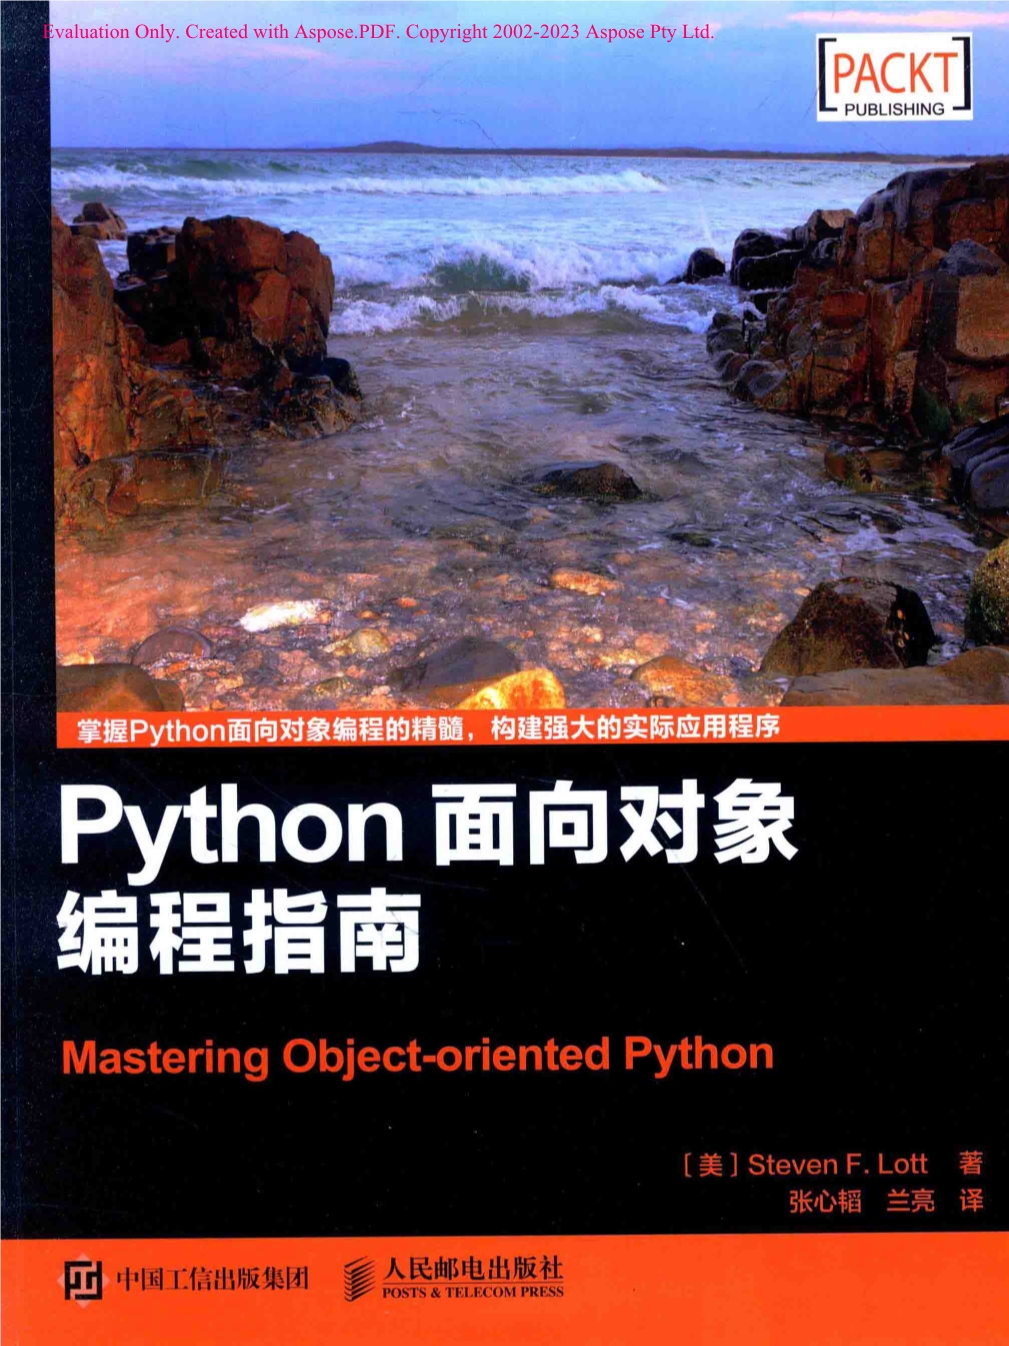 Evaluation Only. Created with Aspose.PDF. Copyright 2002-2023 Aspose Pty Ltd.
PACKT
PUBLISHING
掌握Python面向对象编程的精髓，构建强大的实际应用程序
Python 面向对象
编程指南
Mastering Object-oriented Python
［美］Steven F. Lott 著
张心韬 兰亮 译
中国工信出版集团
人民邮电出版社
POSTS & TELECOM PRESS